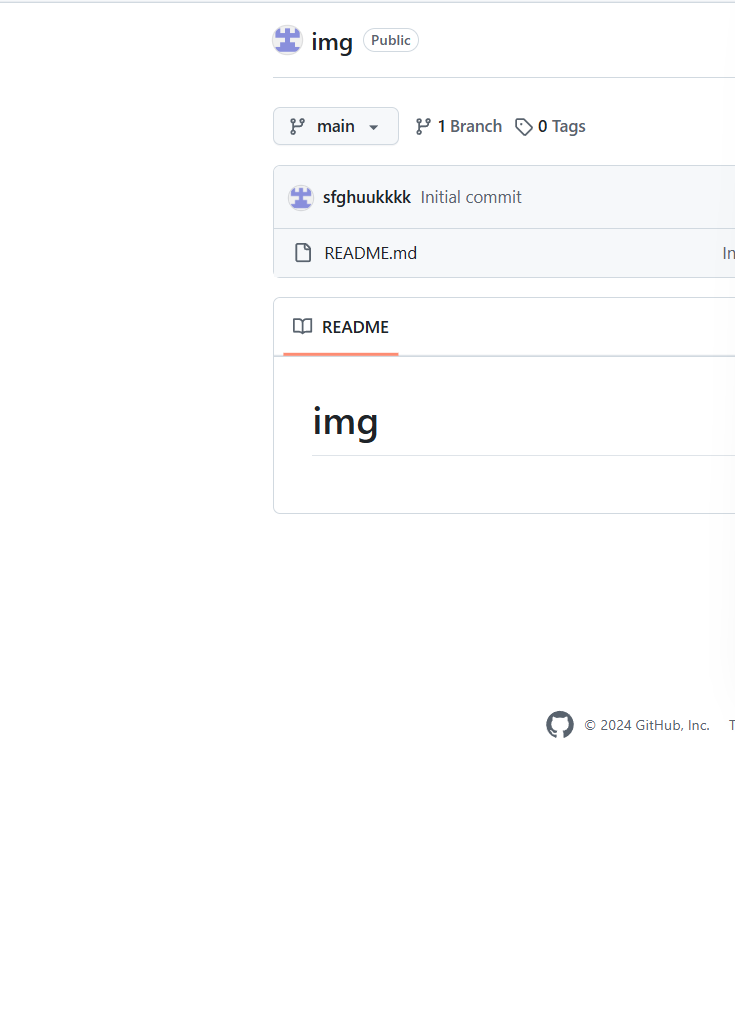 img Public
main 1 Branch 0 Tags
sfghuukkkk Initial commit
README.md In
README
img
© 2024 GitHub, Inc. T